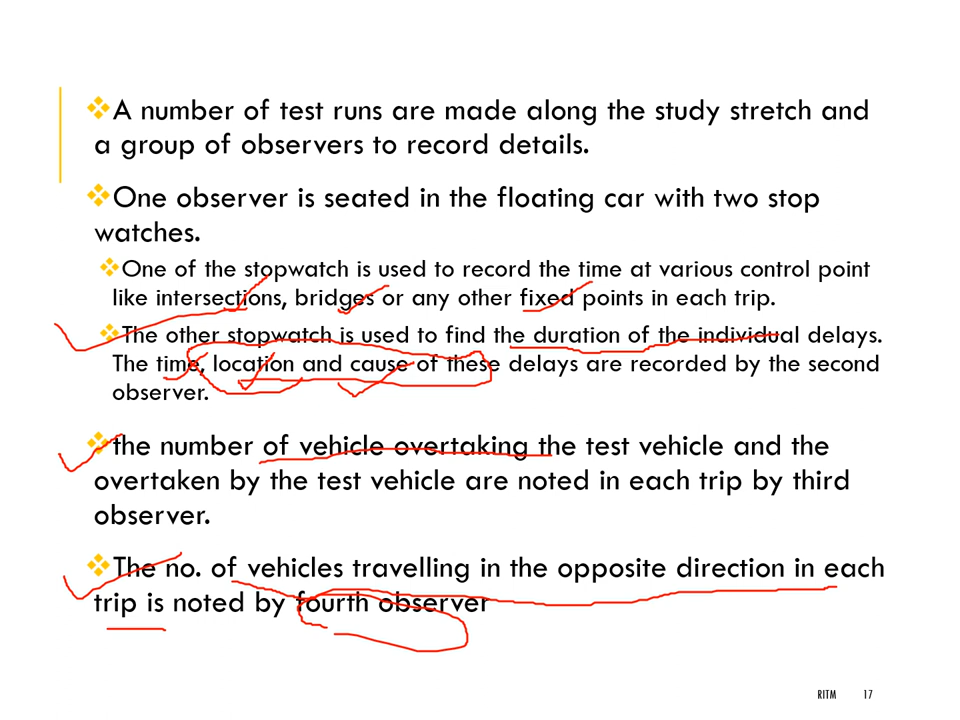 A number of test runs are made along the study stretch and
a group of observers to record details.
One observer is seated in the floating car with two stop
watches.
One of the stopwatch is used to record the time at various control point
like intersections, bridges or any other fixed points in each trip.
The other stopwatch is used to find the duration of the individual delays.
The time, location and cause of these delays are recorded by the second
observer.
the number of vehicle overtaking the test vehicle and the
overtaken by the test vehicle are noted in each trip by third
observer.
The no. of vehicles travelling in the opposite direction in each
trip is noted by fourth observer
RITM 17